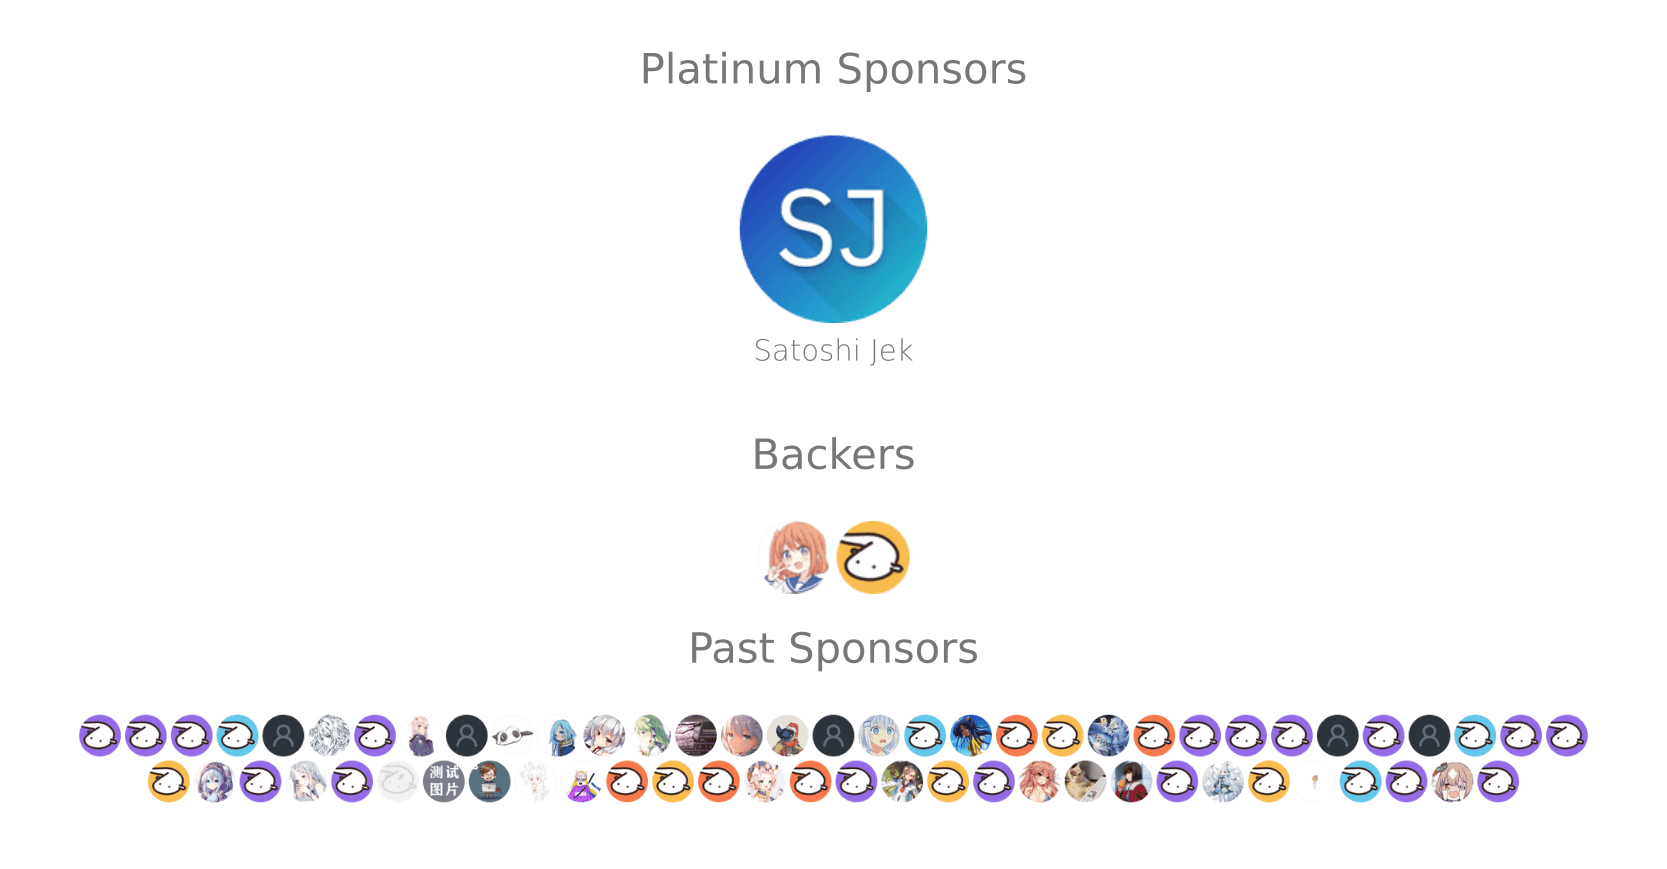 Platinum Sponsors
SJ
Satoshi Jek
Backers
Past Sponsors
测试
图片